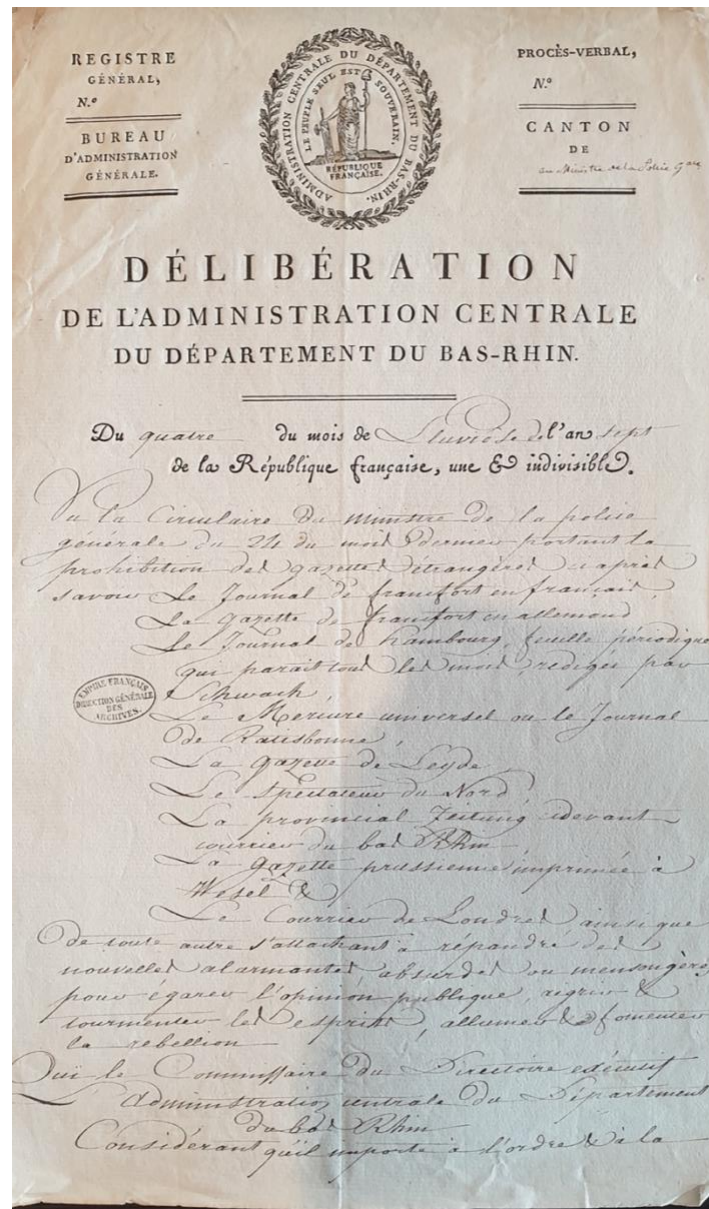 REGISTRE
GÉNÉRAL,
N.º
BUREAU
D'ADMINISTRATION
GÉNÉRALE.
ADMINISTRATION CENTRALE DU DÉPARTEMENT DU BAS-RHIN.
LE PEUPLE SEUL EST SOUVERAIN.
RÉPUBLIQUE
FRANÇAISE.
PROCÈS-VERBAL,
N.º
CANTON
DE
au Ministre de la Police Gale
DÉLIBÉRATION
DE L'ADMINISTRATION CENTRALE
DU DÉPARTEMENT DU BAS-RHIN.
Du quatre du mois de Pluviôse de l'an sept
de la République française, une & indivisible.
Vu la Circulaire du Ministre de la police
générale du 24 du mois dernier portant la
prohibition des gazettes étrangères ci après
savoir Le Journal de francfort en français,
La gazette de francfort en allemand
Le Journal de hambourg, feuille périodique
qui parait tous les mois, redigée par
Schwach,
Le Mercure universel ou le Journal
de Ratisbonne,
La gazette de Leyde,
Le spectateur du Nord,
La provincial Zeitung cidevant
courrier du bas Rhin,
La Gazette prussienne imprimée à
Wesel &
Le Courrier de Londres ainsi que
de toute autre s'attachant à répandre des
nouvelles alarmantes, absurdes ou mensongères
pour égarer l'opinion publique, aigrir &
tourmenter les esprits, allumer & fomenter
la rebellion
Ouï le Commissaire du Directoire exécutif
L'Administration centrale du Département
du bas Rhin
Considérant qu'il importe à l'ordre & à la
EMPIRE FRANÇAIS
DIRECTION GÉNÉRALE
DES
ARCHIVES.